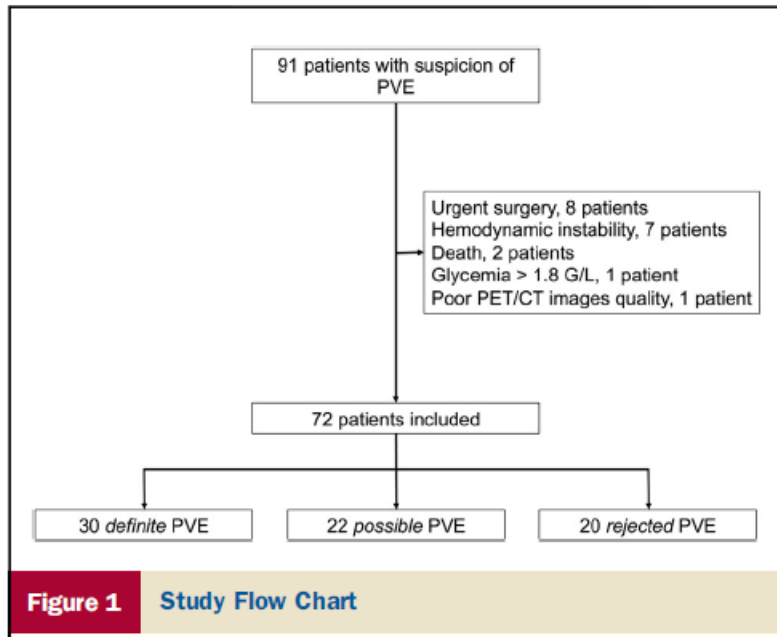 91 patients with suspicion of
PVE
Urgent surgery, 8 patients
Hemodynamic instability, 7 patients
Death, 2 patients
Glycemia > 1.8 G/L, 1 patient
Poor PET/CT images quality, 1 patient
72 patients included
30 definite PVE
22 possible PVE
20 rejected PVE
Figure 1
Study Flow Chart